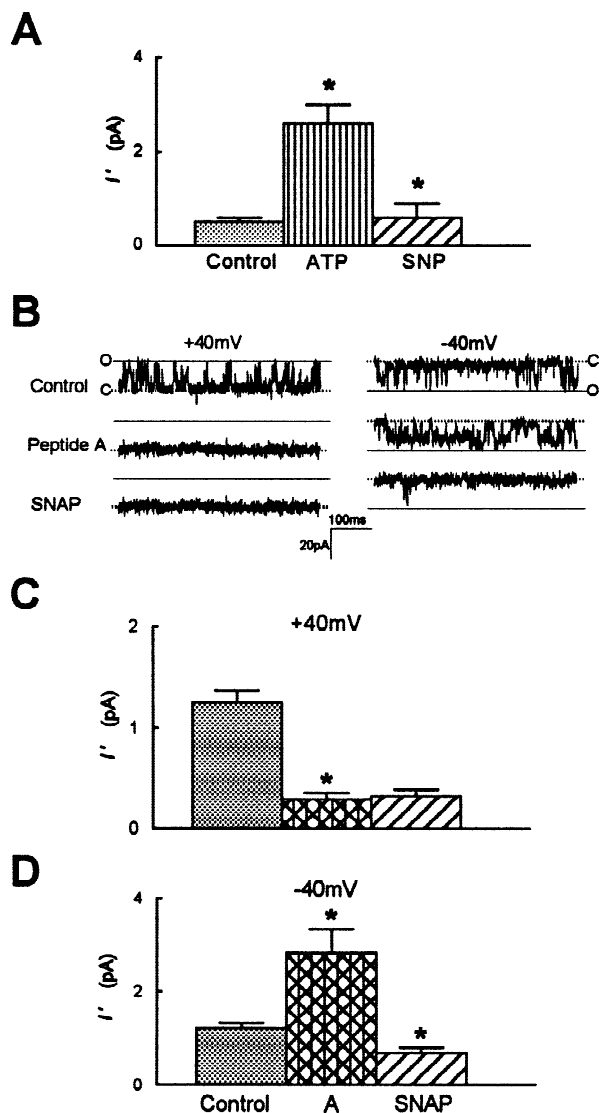 A
4
*
*
2
I' (pA)
0
Control ATP SNP
B
+40mV -40mV
O C
Control
C O
Peptide A
SNAP
100ms
20pA
C
2
+40mV
I' (pA)
1
*
0
D
4
-40mV
*
I' (pA)
2
*
0
Control A SNAP